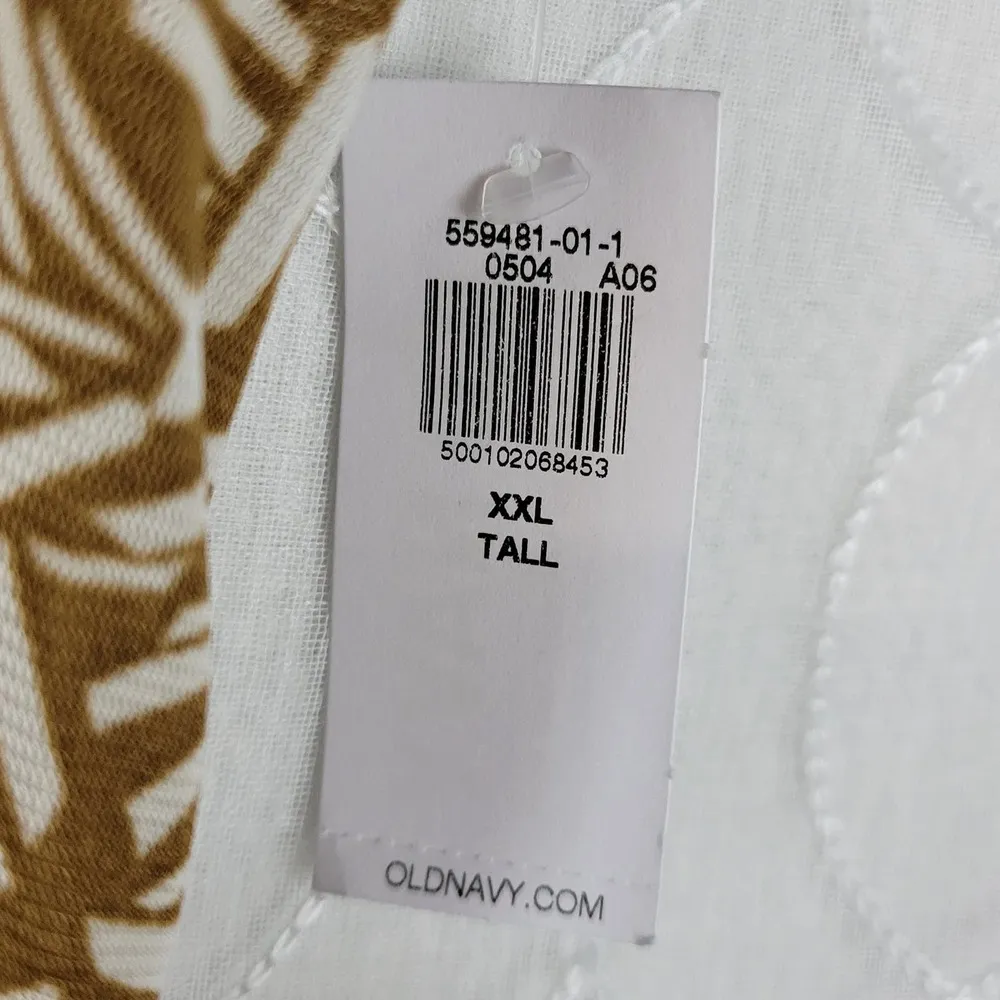 559481-01-1
0504 A06
500102068453
XXL
TALL
OLDNAVY.COM